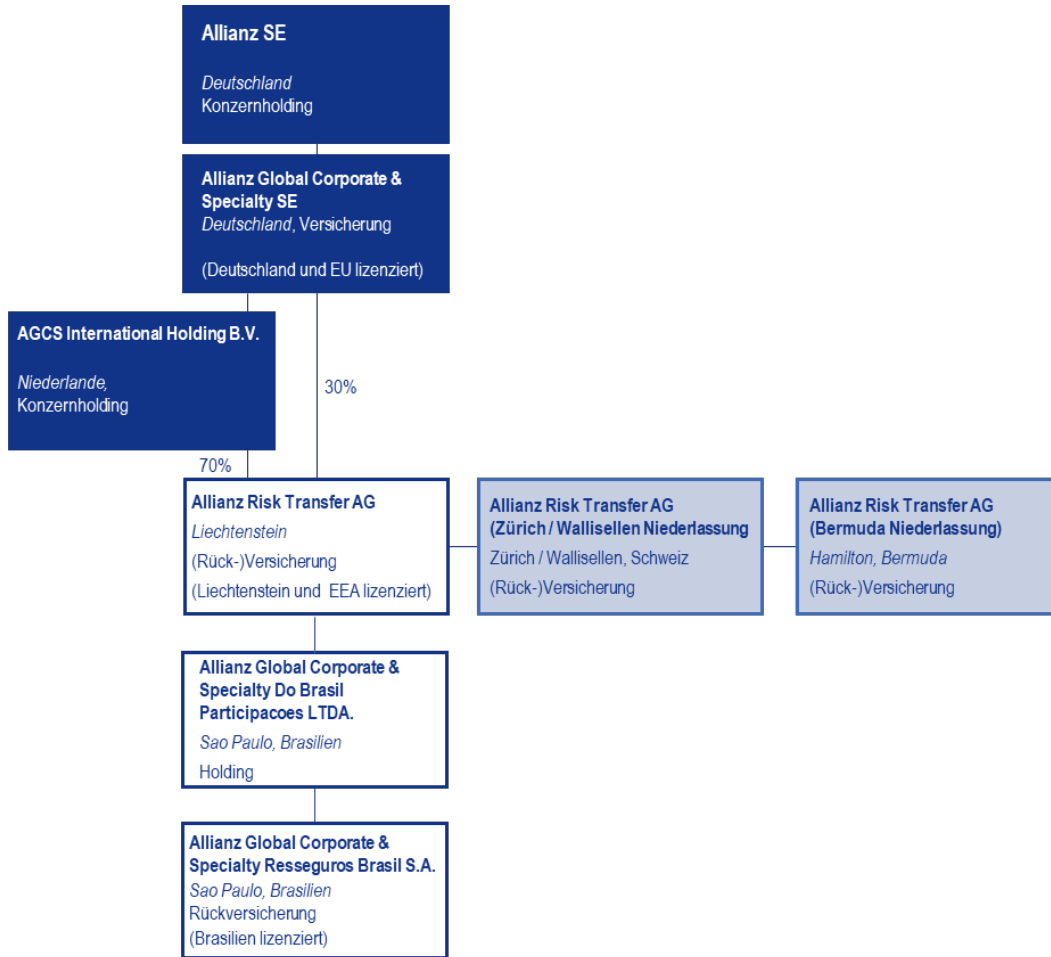 Allianz SE
Deutschland
Konzernholding
Allianz Global Corporate &
Specialty SE
Deutschland, Versicherung
(Deutschland und EU lizenziert)
AGCS International Holding B.V.
Niederlande,
Konzernholding
30%
70%
Allianz Risk Transfer AG
Liechtenstein
(Rück-)Versicherung
(Liechtenstein und EEA lizenziert)
Allianz Risk Transfer AG
(Zürich / Wallisellen Niederlassung
Zürich / Wallisellen, Schweiz
(Rück-)Versicherung
Allianz Risk Transfer AG
(Bermuda Niederlassung)
Hamilton, Bermuda
(Rück-)Versicherung
Allianz Global Corporate &
Specialty Do Brasil
Participacoes LTDA.
Sao Paulo, Brasilien
Holding
Allianz Global Corporate &
Specialty Resseguros Brasil S.A.
Sao Paulo, Brasilien
Rückversicherung
(Brasilien lizenziert)